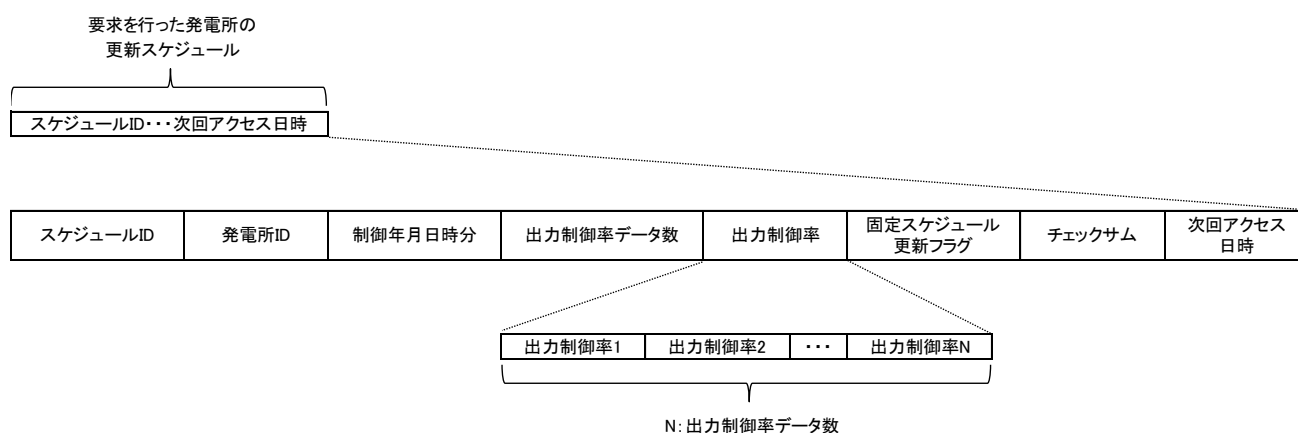 要求を行った発電所の
更新スケジュール
スケジュールID・・・次回アクセス日時
スケジュールID
発電所ID
制御年月日時分
出力制御率データ数
出力制御率
固定スケジュール
更新フラグ
チェックサム
次回アクセス
日時
出力制御率1
出力制御率2
・・・
出力制御率N
N:出力制御率データ数